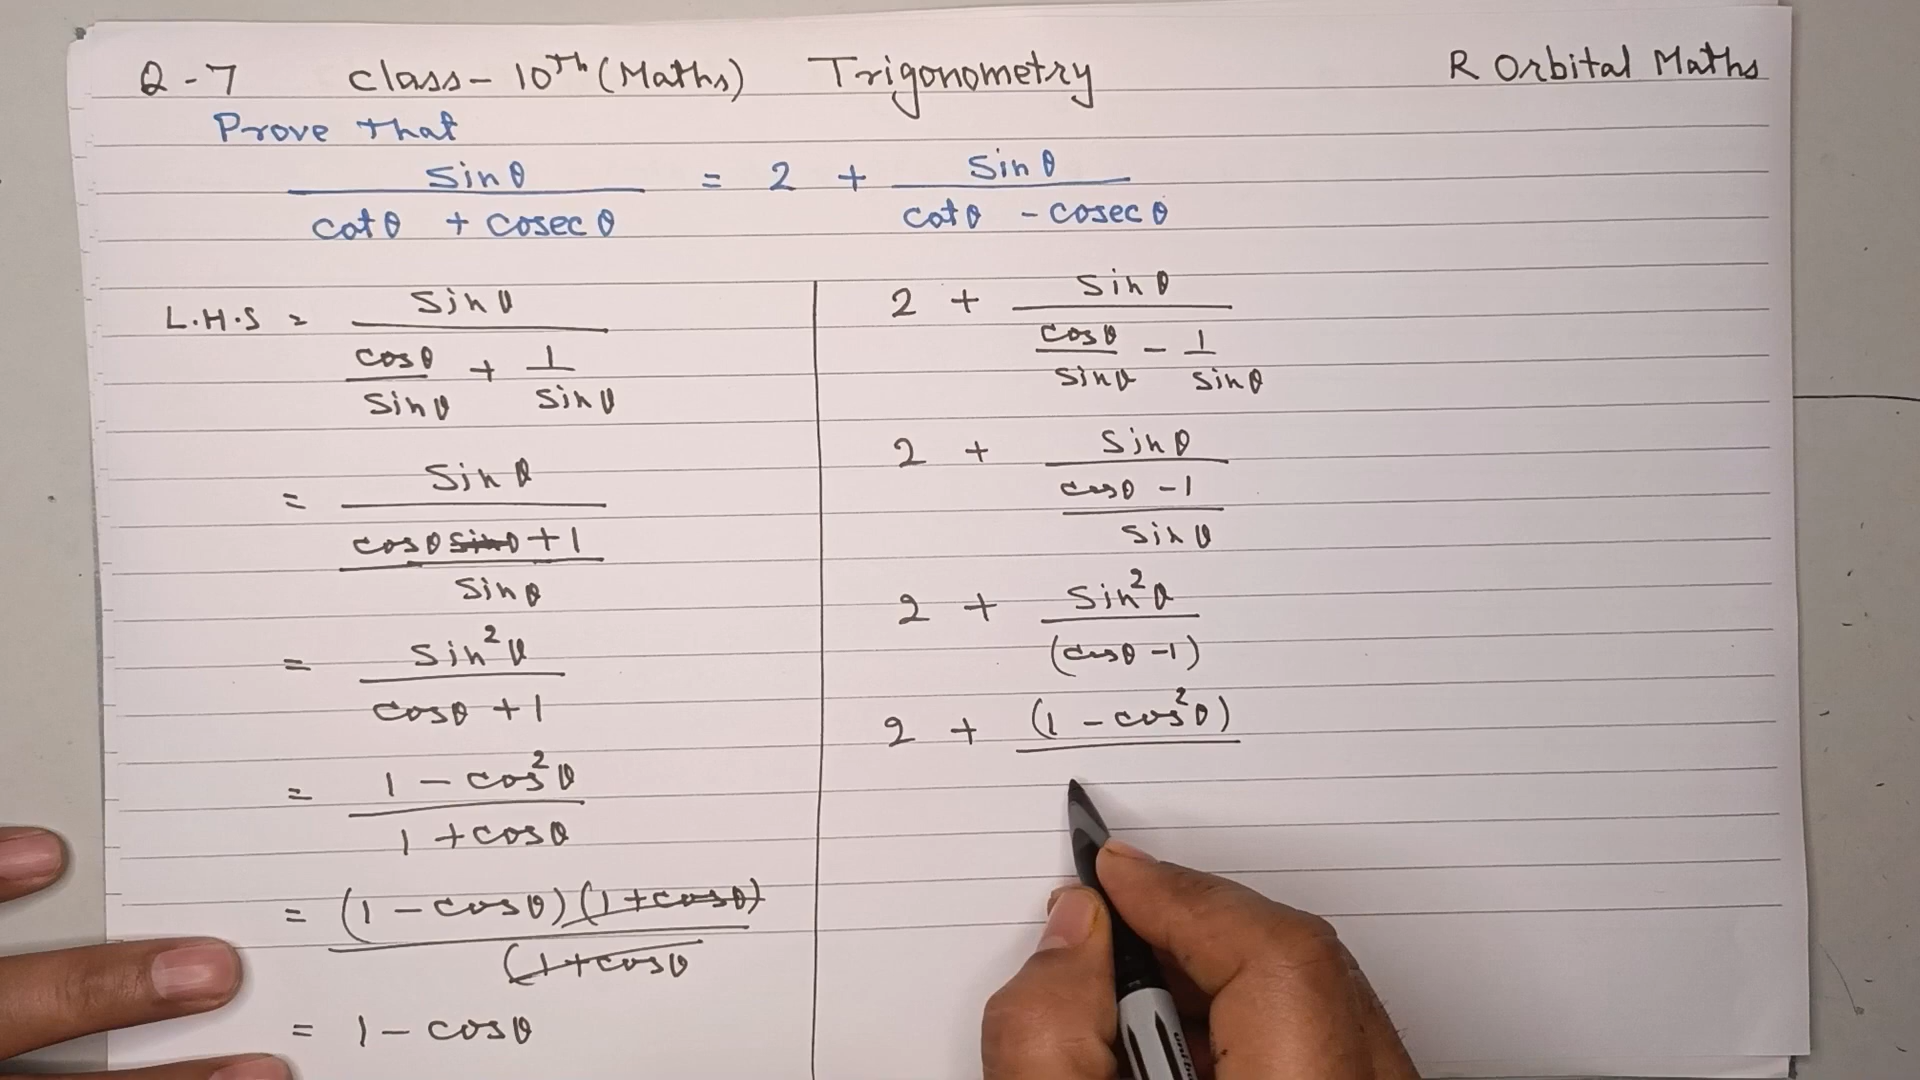 Q-7 Class-10th (Maths) Trigonometry R Orbital Maths
Prove that
sinθ / (cotθ + cosecθ) = 2 + sinθ / (cotθ - cosecθ)
L.H.S = sinθ / (cosθ/sinθ + 1/sinθ)
= sinθ / ((cosθ sinθ + 1) / sinθ)
= sin²θ / (cosθ + 1)
= (1 - cos²θ) / (1 + cosθ)
= (1 - cosθ)(1 + cosθ) / (1 + cosθ
= 1 - cosθ
2 + sinθ / (cosθ/sinθ - 1/sinθ)
2 + sinθ / ((cosθ - 1) / sinθ)
2 + sin²θ / (cosθ - 1)
2 + (1 - cos²θ)